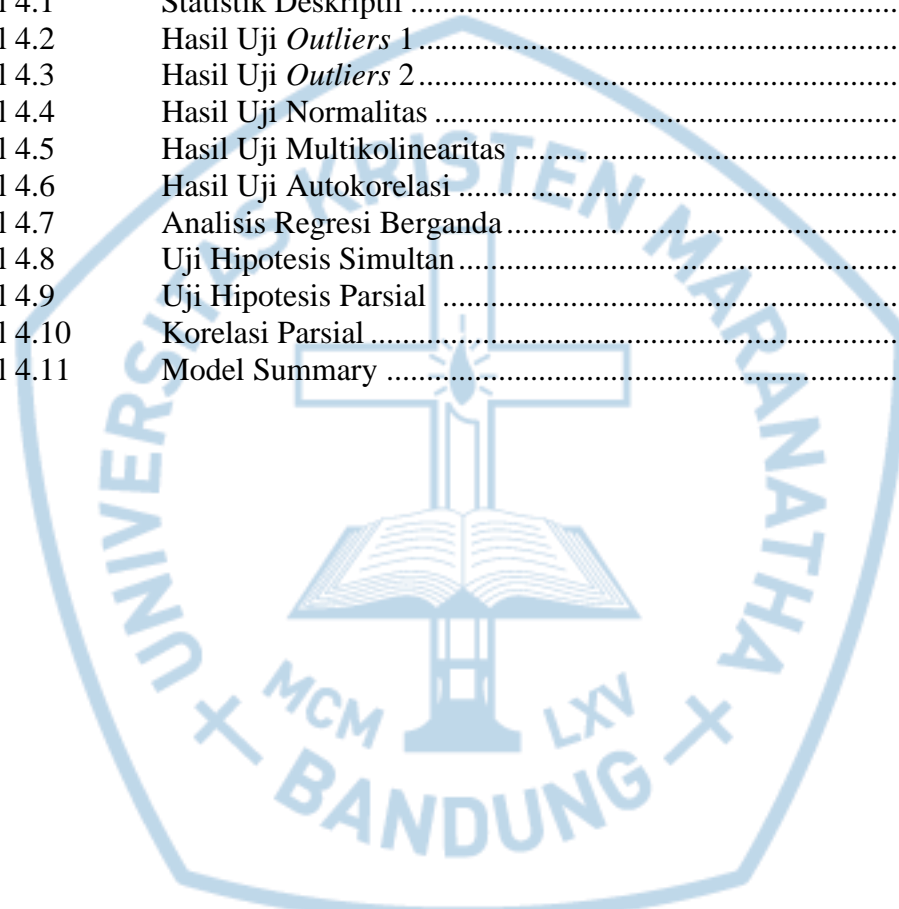 l 4.1 Statistik Deskriptif ................................................................
l 4.2 Hasil Uji Outliers 1 ................................................................
l 4.3 Hasil Uji Outliers 2 ................................................................
l 4.4 Hasil Uji Normalitas ................................................................
l 4.5 Hasil Uji Multikolinearitas ................................................................
l 4.6 Hasil Uji Autokorelasi ................................................................
l 4.7 Analisis Regresi Berganda ................................................................
l 4.8 Uji Hipotesis Simultan ................................................................
l 4.9 Uji Hipotesis Parsial ................................................................
l 4.10 Korelasi Parsial ................................................................
l 4.11 Model Summary ................................................................
UNIVERSITAS KRISTEN MARANATHA
MCM LXV
BANDUNG